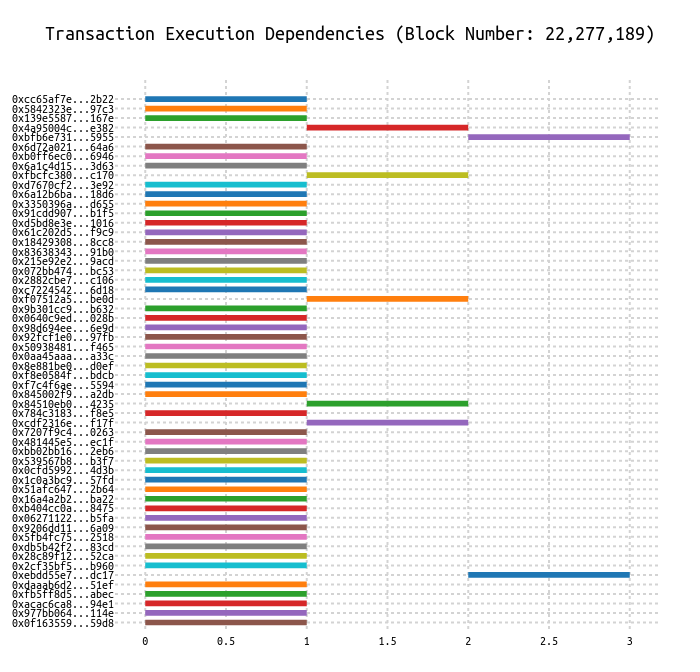 Transaction Execution Dependencies (Block Number: 22,277,189)
0xcc65af7e...2b22
0x5842323e...97c3
0x139e5587...167e
0x4a95004c...e382
0xbfb6e731...5955
0x6d72a021...64a6
0xb0ff6ec0...6946
0x6a1c4d15...3d63
0xfbcfc380...c170
0xd7670cf2...3e92
0x6a12b6ba...18d6
0x3350396a...d655
0x91cdd907...b1f5
0xd5bd8e3e...1016
0x61c202d5...f9c9
0x18429308...8cc8
0x83638343...91b0
0x215e92e2...9acd
0x072bb474...bc53
0x2882cbe7...c106
0xc7224542...6d18
0xf07512a5...be0d
0x9b301cc9...b632
0x0640c9ed...028b
0x98d694ee...6e9d
0x92fcf1e0...97fb
0x50938481...f465
0x0aa45aaa...a33c
0x8e881be0...d0ef
0xf8e0584f...bdcb
0xf7c4f6ae...5594
0x845002f9...a2db
0x84510eb0...4235
0x784c3183...f8e5
0xcdf2316e...f17f
0x7207f9c4...0263
0x481445e5...ec1f
0xbb02bb16...2eb6
0x539567b8...b3f7
0x0cfd5992...4d3b
0x1c0a3bc9...57fd
0x51afc647...2b64
0x16a4a2b2...ba22
0xb404cc0a...8475
0x06271122...b5fa
0x9206dd11...6a09
0x5fb4fc75...2518
0xdb5b42f2...83cd
0x28c89f12...52ca
0x2cf35bf5...b960
0xebdd55e7...dc17
0xdaaab6d2...51ef
0xfb5ff8d5...abec
0xacac6ca8...94e1
0x977bb064...114e
0x0f163559...59d8
0 0.5 1 1.5 2 2.5 3